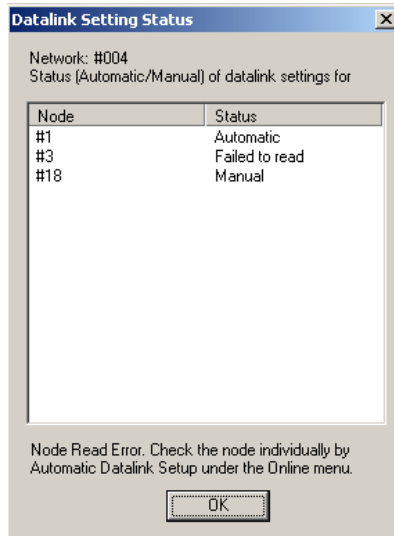 Datalink Setting Status
Network: #004
Status (Automatic/Manual) of datalink settings for
Node Status
#1 Automatic
#3 Failed to read
#18 Manual
Node Read Error. Check the node individually by
Automatic Datalink Setup under the Online menu.
OK